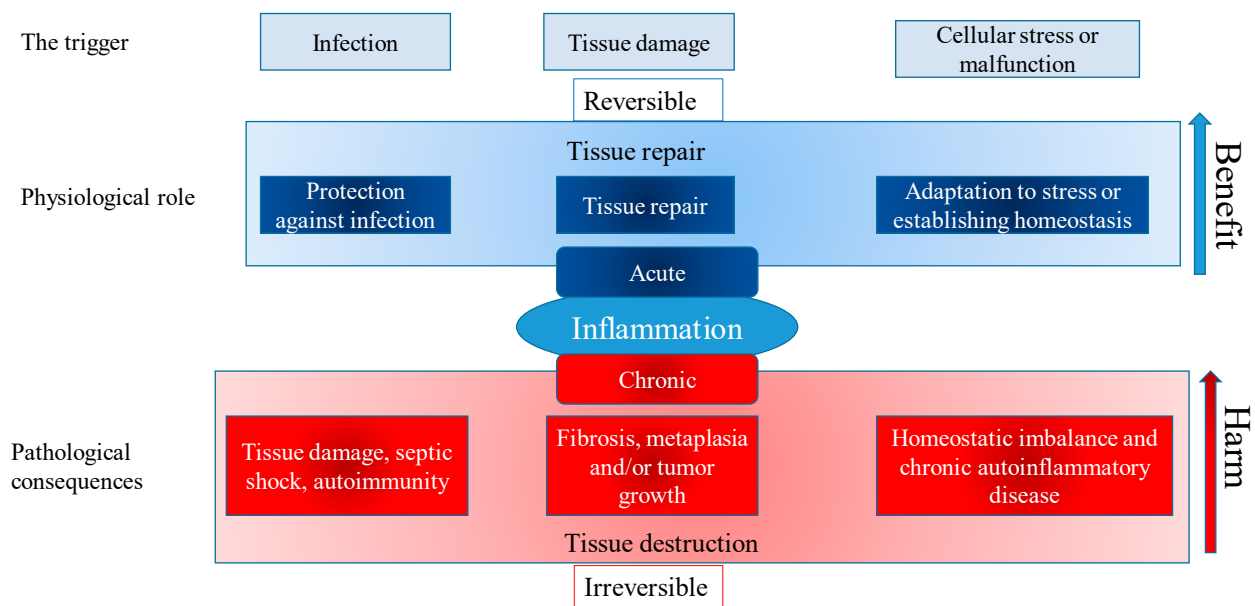 The trigger
Infection
Tissue damage
Cellular stress or
malfunction
Reversible
Tissue repair
Physiological role
Protection
against infection
Tissue repair
Adaptation to stress or
establishing homeostasis
Benefit
Acute
Inflammation
Chronic
Pathological
consequences
Tissue damage, septic
shock, autoimmunity
Fibrosis, metaplasia
and/or tumor
growth
Homeostatic imbalance and
chronic autoinflammatory
disease
Harm
Tissue destruction
Irreversible